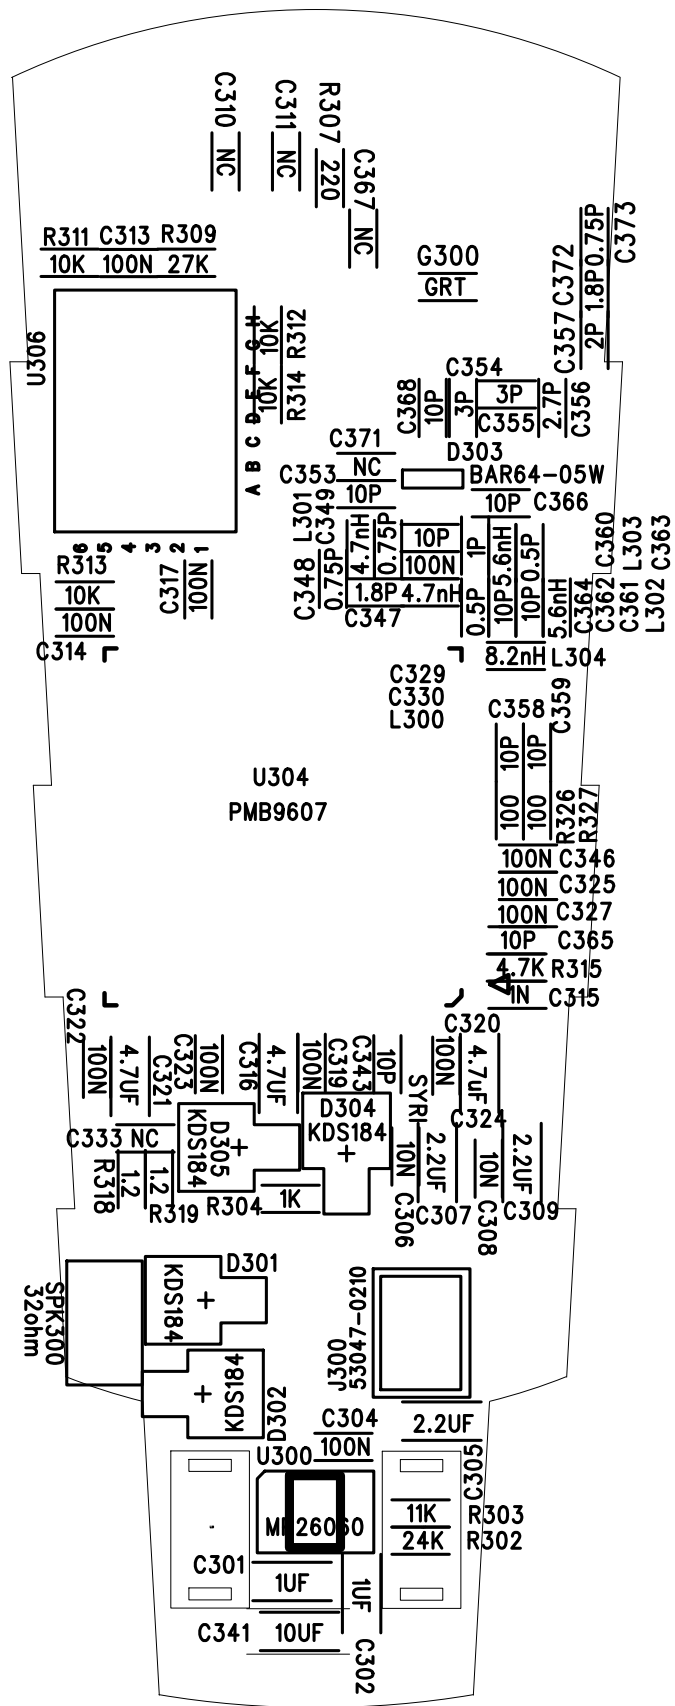 C310
NC
C311
NC
R307
220
C367
NC
R311 C313 R309
10K 100N 27K
U306
H
G
F
E
D
C
B
A
6
5
4
3
2
1
10K
R312
10K
R314
G300
GRT
C373
0.75P
C372
1.8P
C357
2P
C354
C368
10P
3P
3P
C355
2.7P
C356
D303
BAR64-05W
C371
NC
C353
10P
10P
C366
L301
C349
4.7nH
0.75P
10P
100N
1P
5.6nH
0.5P
C360
L303
C363
C348
0.75P
1.8P
4.7nH
C347
0.5P
10P
10P
5.6nH
C364
C362
C361
L302
8.2nH
L304
R313
10K
100N
C314
C317
100N
C329
C330
L300
C358
C359
10P
10P
100
100
R326
R327
U304
PMB9607
100N C346
100N C325
100N C327
10P C365
4.7K R315
1N C315
C322
100N
4.7UF
C321
C323
100N
C316
4.7UF
100N
C319
C343
10P
C320
100N
4.7uF
SYRI
C324
C333 NC
R318
1.2
1.2
R319
D305
KDS184
R304
1K
D304
KDS184
10N
C306
2.2UF
C307
10N
C308
2.2UF
C309
D301
KDS184
SPK300
32ohm
D302
KDS184
J300
53047-0210
C304
100N
2.2UF
C305
U300
11K R303
24K R302
C301
1UF
1UF
C302
C341
10UF